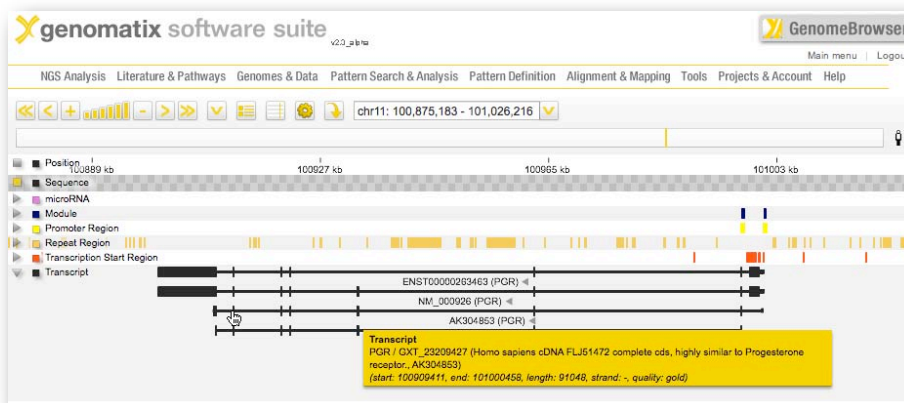 genomatix software suite
v2.3_alpha
GenomeBrowser
Main menu | Logou
NGS Analysis Literature & Pathways Genomes & Data Pattern Search & Analysis Pattern Definition Alignment & Mapping Tools Projects & Account Help
chr11: 100,875,183 - 101,026,216
Position
100889 kb 100927 kb 100965 kb 101003 kb
Sequence
microRNA
Module
Promoter Region
Repeat Region
Transcription Start Region
Transcript
ENST00000263463 (PGR)
NM_000926 (PGR)
AK304853 (PGR)
Transcript
PGR / GXT_23209427 (Homo sapiens cDNA FLJ51472 complete cds, highly similar to Progesterone
receptor., AK304853)
(start: 100909411, end: 101000458, length: 91048, strand: -, quality: gold)